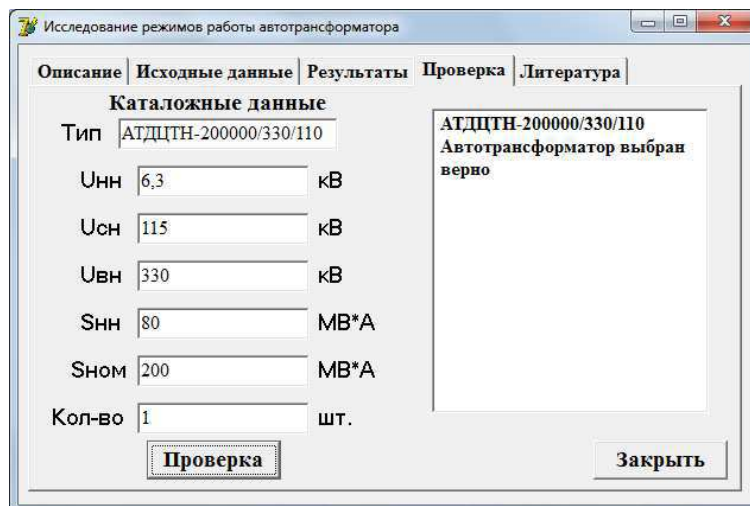 Исследование режимов работы автотрансформатора
Описание Исходные данные Результаты Проверка Литература
Каталожные данные
Тип АТДЦТН-200000/330/110
Uнн 6,3 кВ
Uсн 115 кВ
Uвн 330 кВ
Sнн 80 МВ*А
Sном 200 МВ*А
Кол-во 1 шт.
Проверка
АТДЦТН-200000/330/110
Автотрансформатор выбран
верно
Закрыть